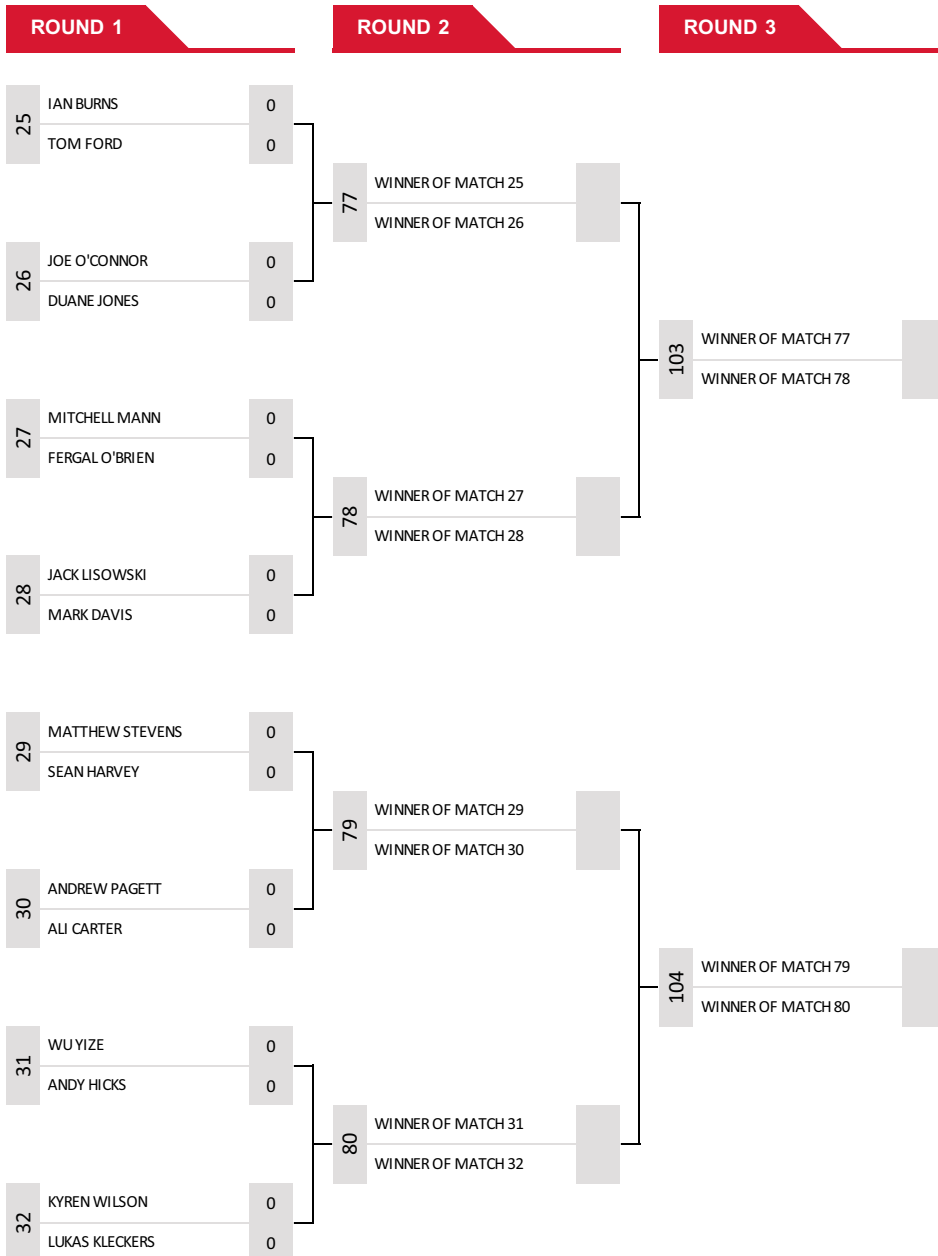 ROUND 1
ROUND 2
ROUND 3
25
IAN BURNS 0
TOM FORD 0
26
JOE O'CONNOR 0
DUANE JONES 0
27
MITCHELL MANN 0
FERGAL O'BRIEN 0
28
JACK LISOWSKI 0
MARK DAVIS 0
29
MATTHEW STEVENS 0
SEAN HARVEY 0
30
ANDREW PAGETT 0
ALI CARTER 0
31
WU YIZE 0
ANDY HICKS 0
32
KYREN WILSON 0
LUKAS KLECKERS 0
77
WINNER OF MATCH 25
WINNER OF MATCH 26
78
WINNER OF MATCH 27
WINNER OF MATCH 28
79
WINNER OF MATCH 29
WINNER OF MATCH 30
80
WINNER OF MATCH 31
WINNER OF MATCH 32
103
WINNER OF MATCH 77
WINNER OF MATCH 78
104
WINNER OF MATCH 79
WINNER OF MATCH 80